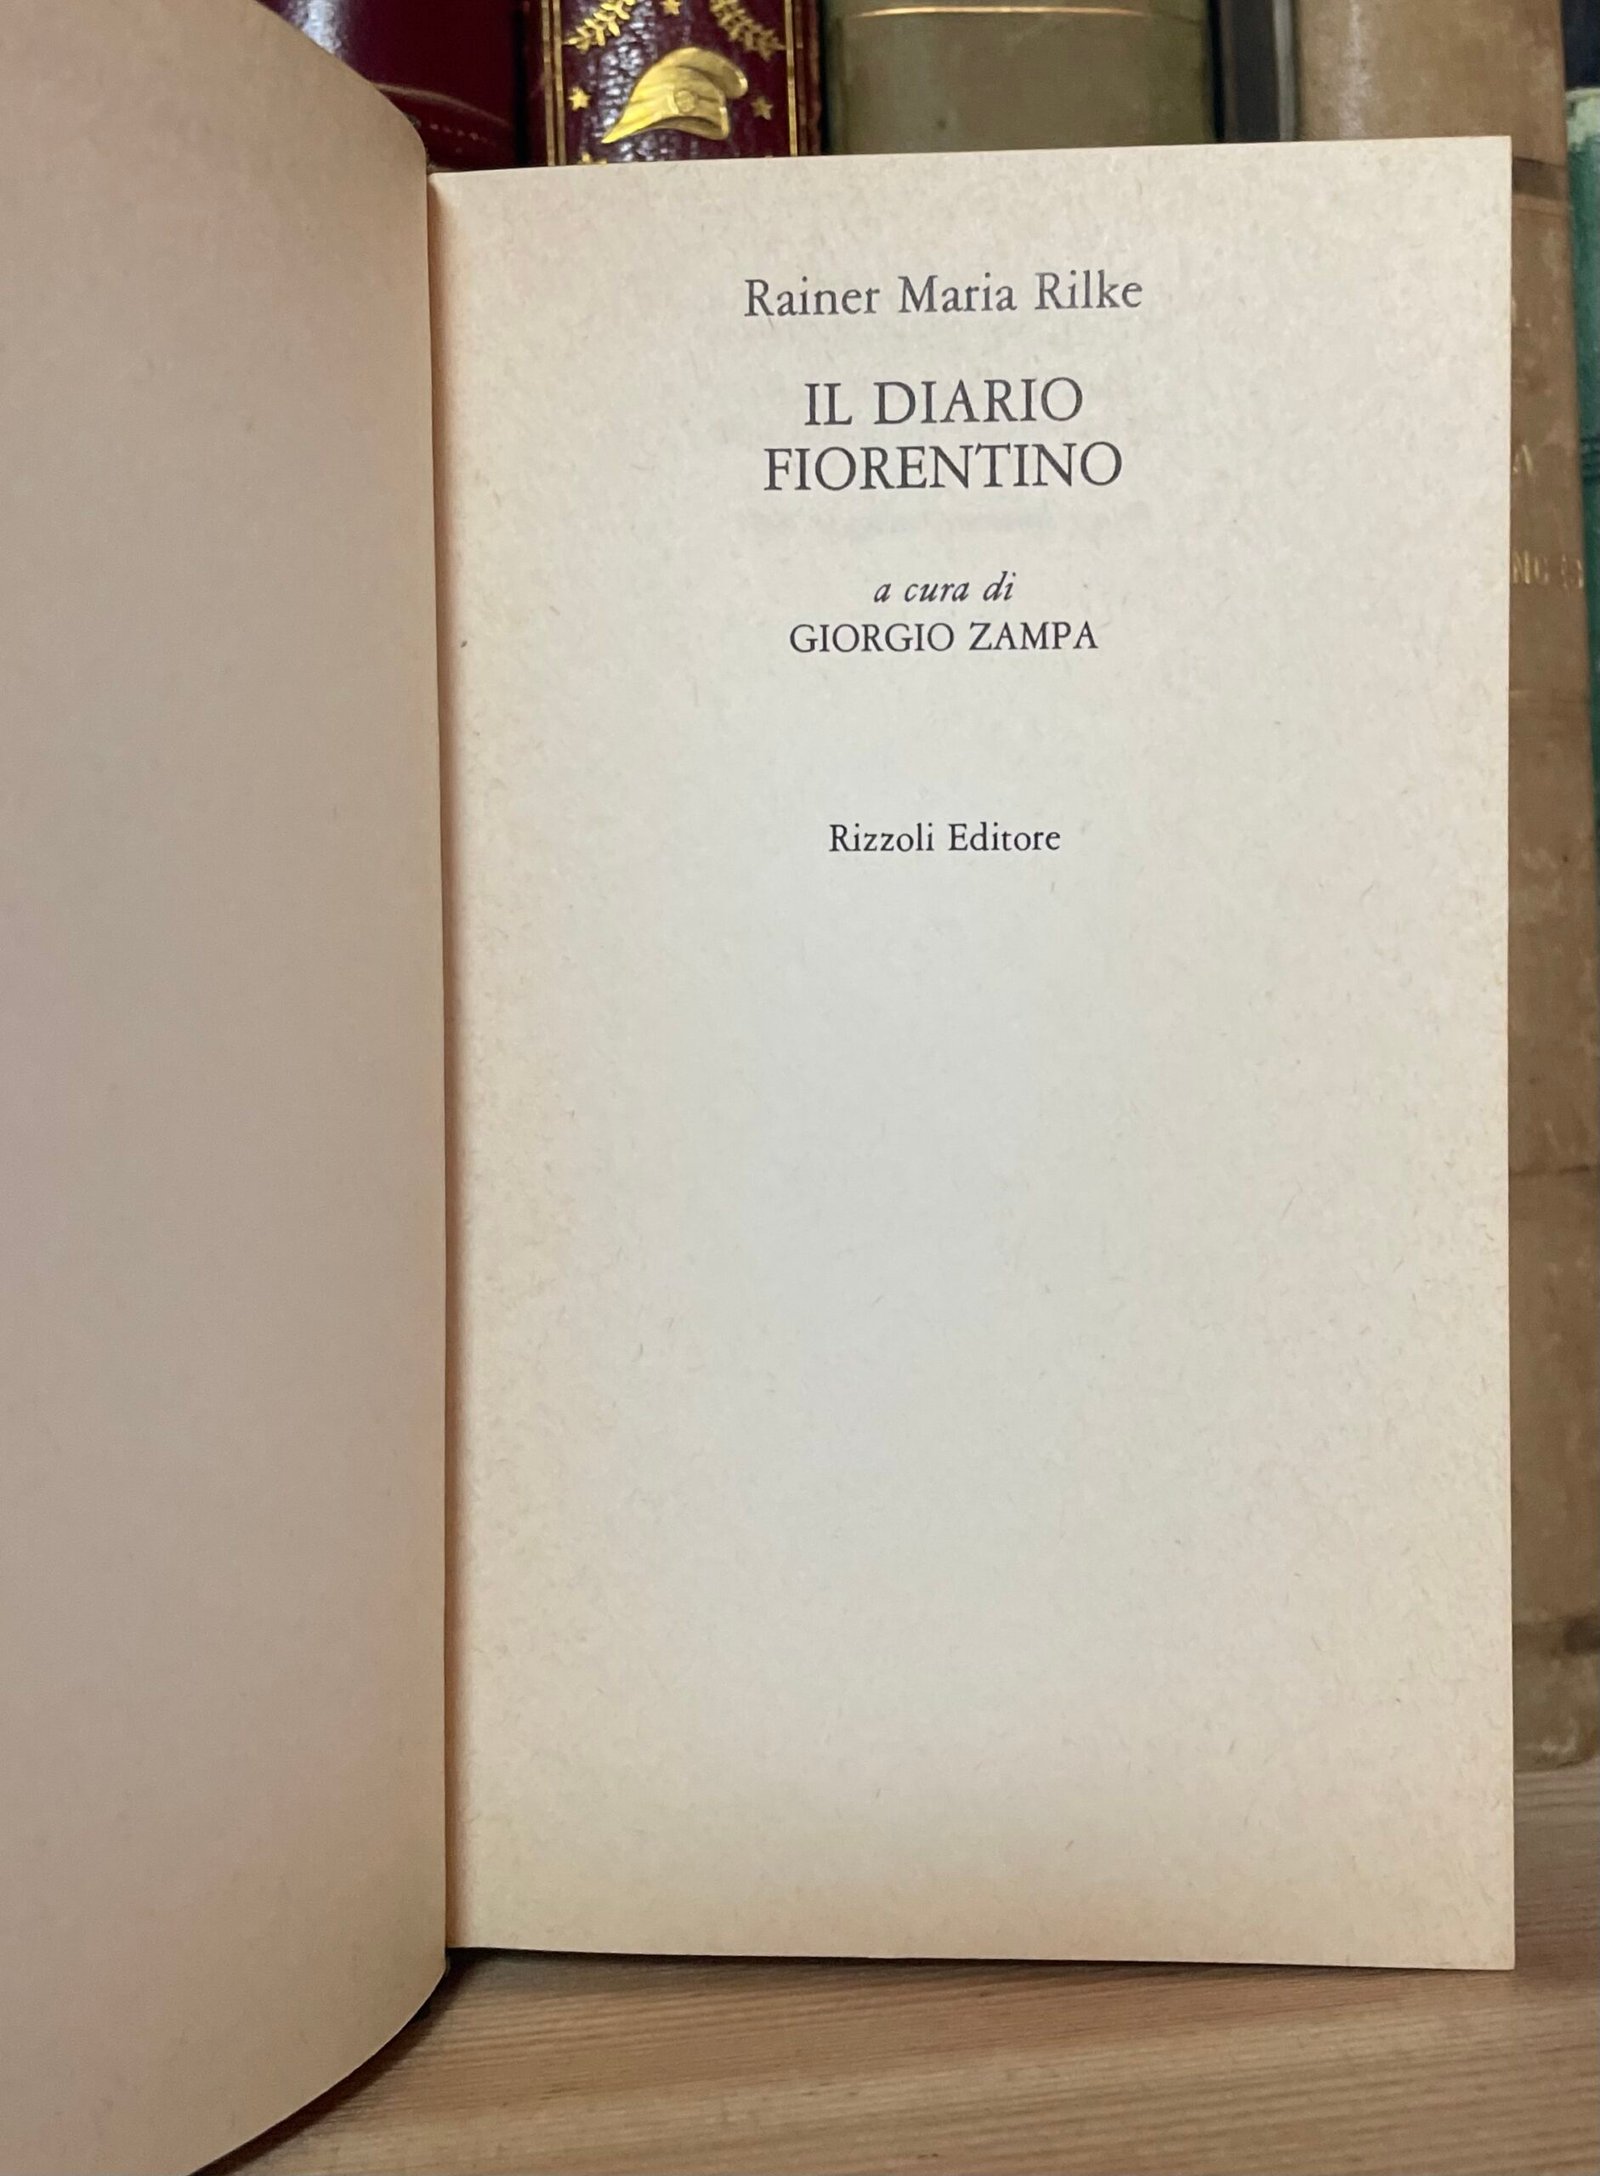 Rainer Maria Rilke
IL DIARIO
FIORENTINO
a cura di
GIORGIO ZAMPA
Rizzoli Editore